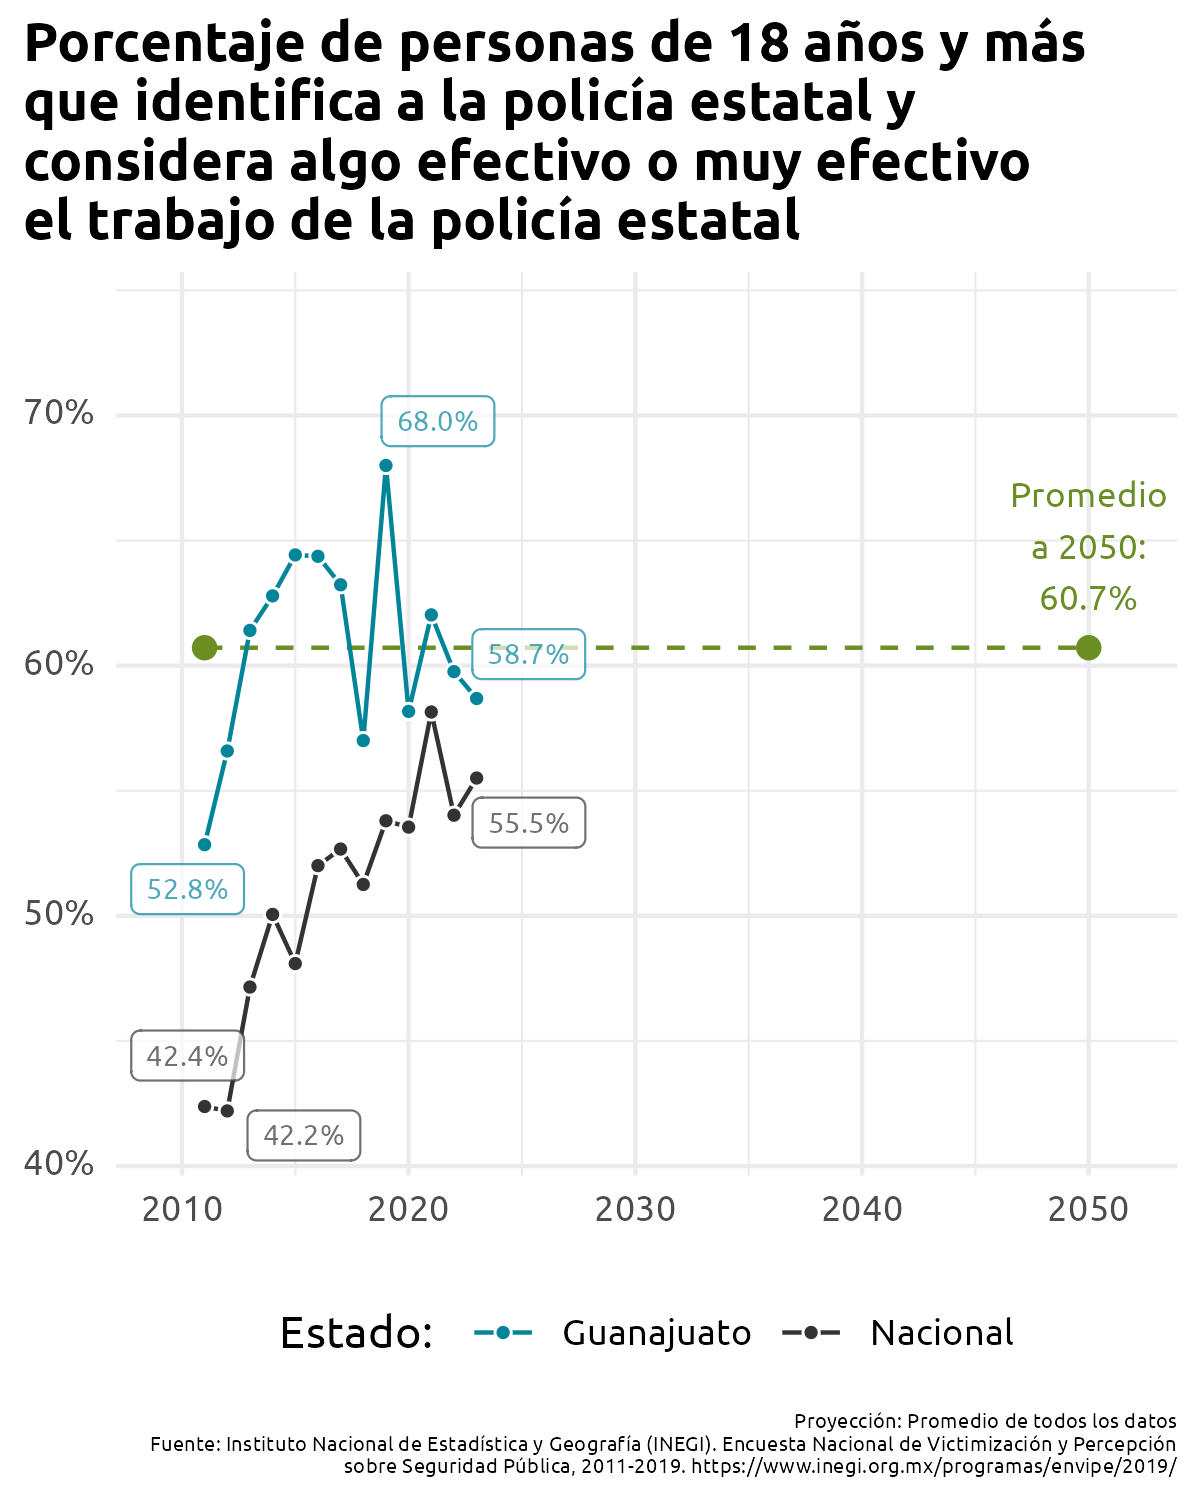 Porcentaje de personas de 18 años y más
que identifica a la policía estatal y
considera algo efectivo o muy efectivo
el trabajo de la policía estatal
70%
68.0%
Promedio
a 2050:
60.7%
60%
58.7%
55.5%
52.8%
50%
42.4%
42.2%
40%
2010 2020 2030 2040 2050
Estado: Guanajuato Nacional
Proyección: Promedio de todos los datos
Fuente: Instituto Nacional de Estadística y Geografía (INEGI). Encuesta Nacional de Victimización y Percepción
sobre Seguridad Pública, 2011-2019. https://www.inegi.org.mx/programas/envipe/2019/